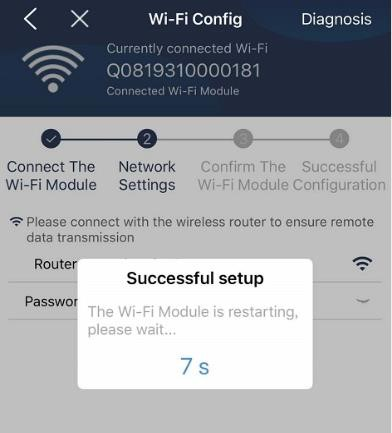 Wi-Fi Config
Diagnosis
Currently connected Wi-Fi
Q0819310000181
Connected Wi-Fi Module
2
3
4
Connect The
Wi-Fi Module
Network
Settings
Confirm The
Wi-Fi Module
Successful
Configuration
Please connect with the wireless router to ensure remote
data transmission
Router
Passwor
Successful setup
The Wi-Fi Module is restarting,
please wait...
7 s